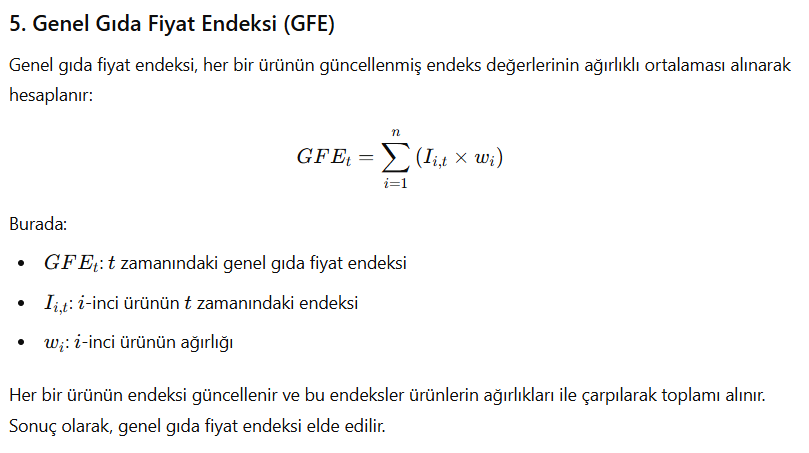 5. Genel Gıda Fiyat Endeksi (GFE)
Genel gıda fiyat endeksi, her bir ürünün güncellenmiş endeks değerlerinin ağırlıklı ortalaması alınarak
hesaplanır:
$GFE_t = \sum_{i=1}^{n} (I_{i,t} \times w_i)$
Burada:
• $GFE_t$: $t$ zamanındaki genel gıda fiyat endeksi
• $I_{i,t}$: $i$-inci ürünün $t$ zamanındaki endeksi
• $w_i$: $i$-inci ürünün ağırlığı
Her bir ürünün endeksi güncellenir ve bu endeksler ürünlerin ağırlıkları ile çarpılarak toplamı alınır.
Sonuç olarak, genel gıda fiyat endeksi elde edilir.